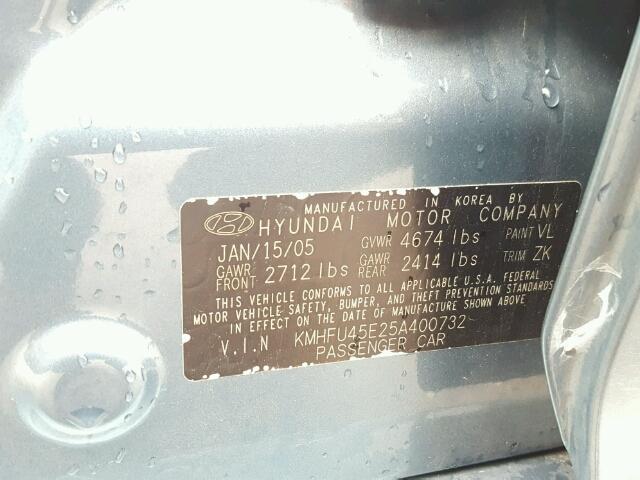 MANUFACTURED IN KOREA BY
HYUNDAI MOTOR COMPANY
JAN/15/05 GVWR 4674 lbs PAINT VL
GAWR FRONT 2712 lbs GAWR REAR 2414 lbs TRIM ZK
THIS VEHICLE CONFORMS TO ALL APPLICABLE U.S.A. FEDERAL
MOTOR VEHICLE SAFETY, BUMPER, AND THEFT PREVENTION STANDARDS
IN EFFECT ON THE DATE OF MANUFACTURE SHOWN ABOVE
V.I.N KMHFU45E25A400732
PASSENGER CAR